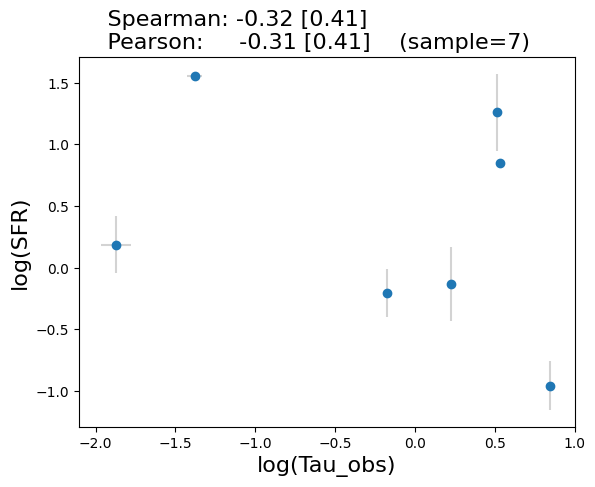 Spearman: -0.32 [0.41]
Pearson: -0.31 [0.41] (sample=7)
1.5
1.0
0.5
0.0
−0.5
−1.0
log(SFR)
−2.0 −1.5 −1.0 −0.5 0.0 0.5 1.0
log(Tau_obs)